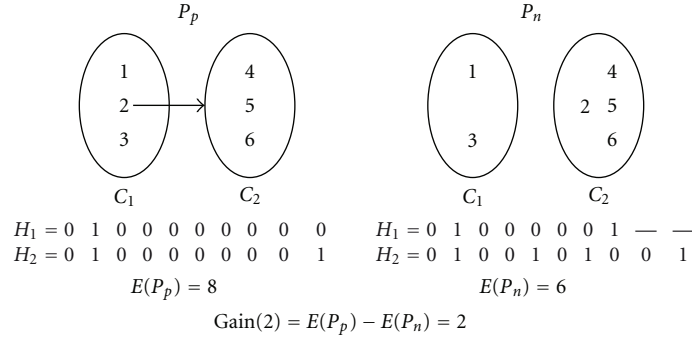 P_p P_n
1 4 1 4
2 5 2 5
3 6 3 6
C_1 C_2 C_1 C_2
H_1 = 0 1 0 0 0 0 0 0 0 0 H_1 = 0 1 0 0 0 0 0 1 — —
H_2 = 0 1 0 0 0 0 0 0 0 1 H_2 = 0 1 0 0 1 0 1 0 0 1
E(P_p) = 8 E(P_n) = 6
Gain(2) = E(P_p) − E(P_n) = 2